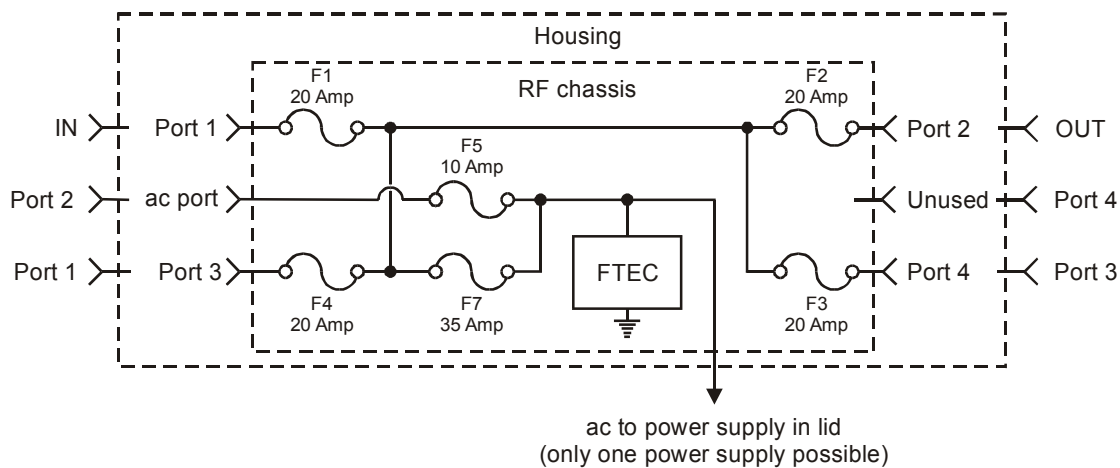 Housing
RF chassis
F1
20 Amp
F2
20 Amp
IN
Port 1
Port 2
OUT
F5
10 Amp
Port 2
ac port
Unused
Port 4
FTEC
Port 1
Port 3
Port 4
Port 3
F4
20 Amp
F7
35 Amp
F3
20 Amp
ac to power supply in lid
(only one power supply possible)